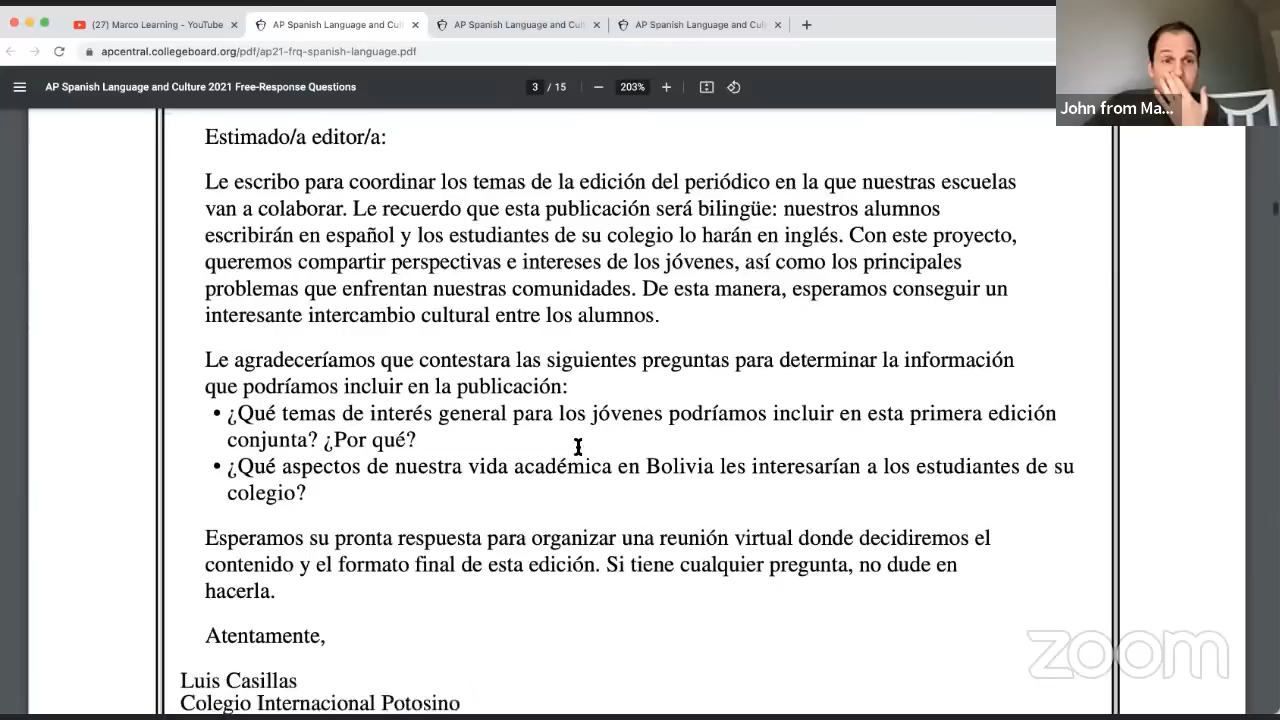 (27) Marco Learning - YouTube
AP Spanish Language and Cul
AP Spanish Language and Cul
AP Spanish Language and Cul
apcentral.collegeboard.org/pdf/ap21-frq-spanish-language.pdf
AP Spanish Language and Culture 2021 Free-Response Questions
3 / 15
203%
John from Ma...
Estimado/a editor/a:
Le escribo para coordinar los temas de la edición del periódico en la que nuestras escuelas
van a colaborar. Le recuerdo que esta publicación será bilingüe: nuestros alumnos
escribirán en español y los estudiantes de su colegio lo harán en inglés. Con este proyecto,
queremos compartir perspectivas e intereses de los jóvenes, así como los principales
problemas que enfrentan nuestras comunidades. De esta manera, esperamos conseguir un
interesante intercambio cultural entre los alumnos.
Le agradeceríamos que contestara las siguientes preguntas para determinar la información
que podríamos incluir en la publicación:
• ¿Qué temas de interés general para los jóvenes podríamos incluir en esta primera edición
conjunta? ¿Por qué?
• ¿Qué aspectos de nuestra vida académica en Bolivia les interesarían a los estudiantes de su
colegio?
Esperamos su pronta respuesta para organizar una reunión virtual donde decidiremos el
contenido y el formato final de esta edición. Si tiene cualquier pregunta, no dude en
hacerla.
Atentamente,
Luis Casillas
Colegio Internacional Potosino
zoom